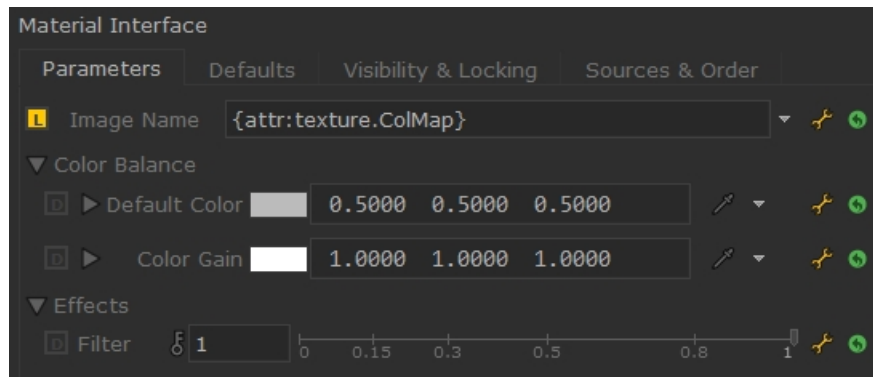 Material Interface
Parameters Defaults Visibility & Locking Sources & Order
L Image Name {attr:texture.ColMap}
Color Balance
D Default Color 0.5000 0.5000 0.5000
D Color Gain 1.0000 1.0000 1.0000
Effects
D Filter 1 0 0.15 0.3 0.5 0.8 1